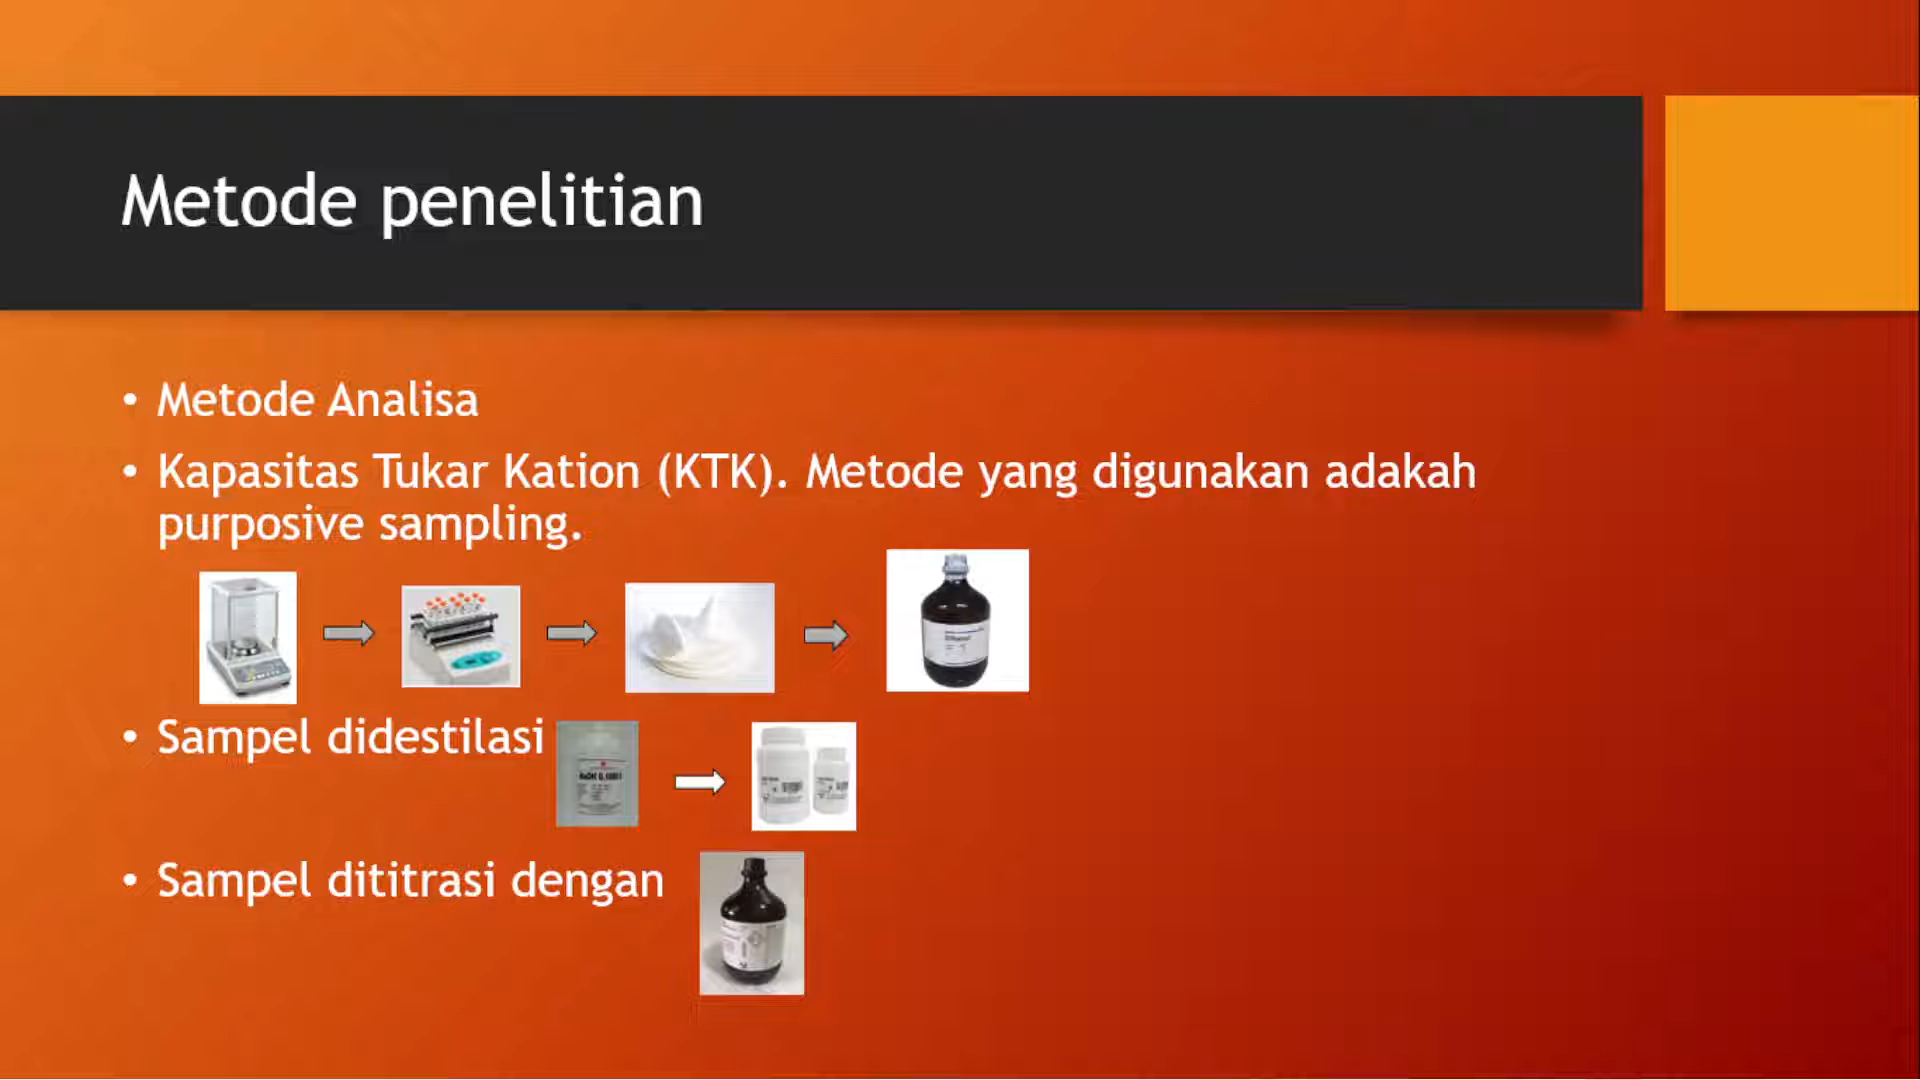 Metode penelitian
• Metode Analisa
• Kapasitas Tukar Kation (KTK). Metode yang digunakan adakah
purposive sampling.
Ethanol
• Sampel didestilasi
• Sampel dititrasi dengan